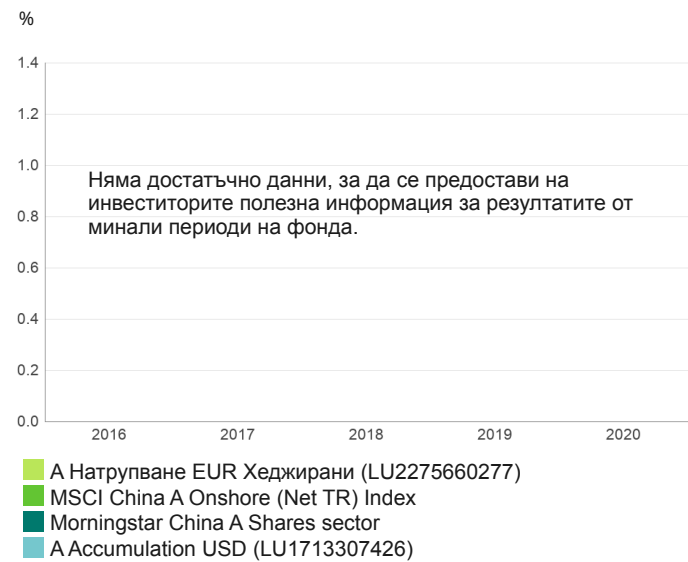 %
1.4
1.2
1.0
Няма достатъчно данни, за да се предостави на
инвеститорите полезна информация за резултатите от
минали периоди на фонда.
0.8
0.6
0.4
0.2
0.0
2016 2017 2018 2019 2020
А Натрупване EUR Хеджирани (LU2275660277)
MSCI China A Onshore (Net TR) Index
Morningstar China A Shares sector
A Accumulation USD (LU1713307426)